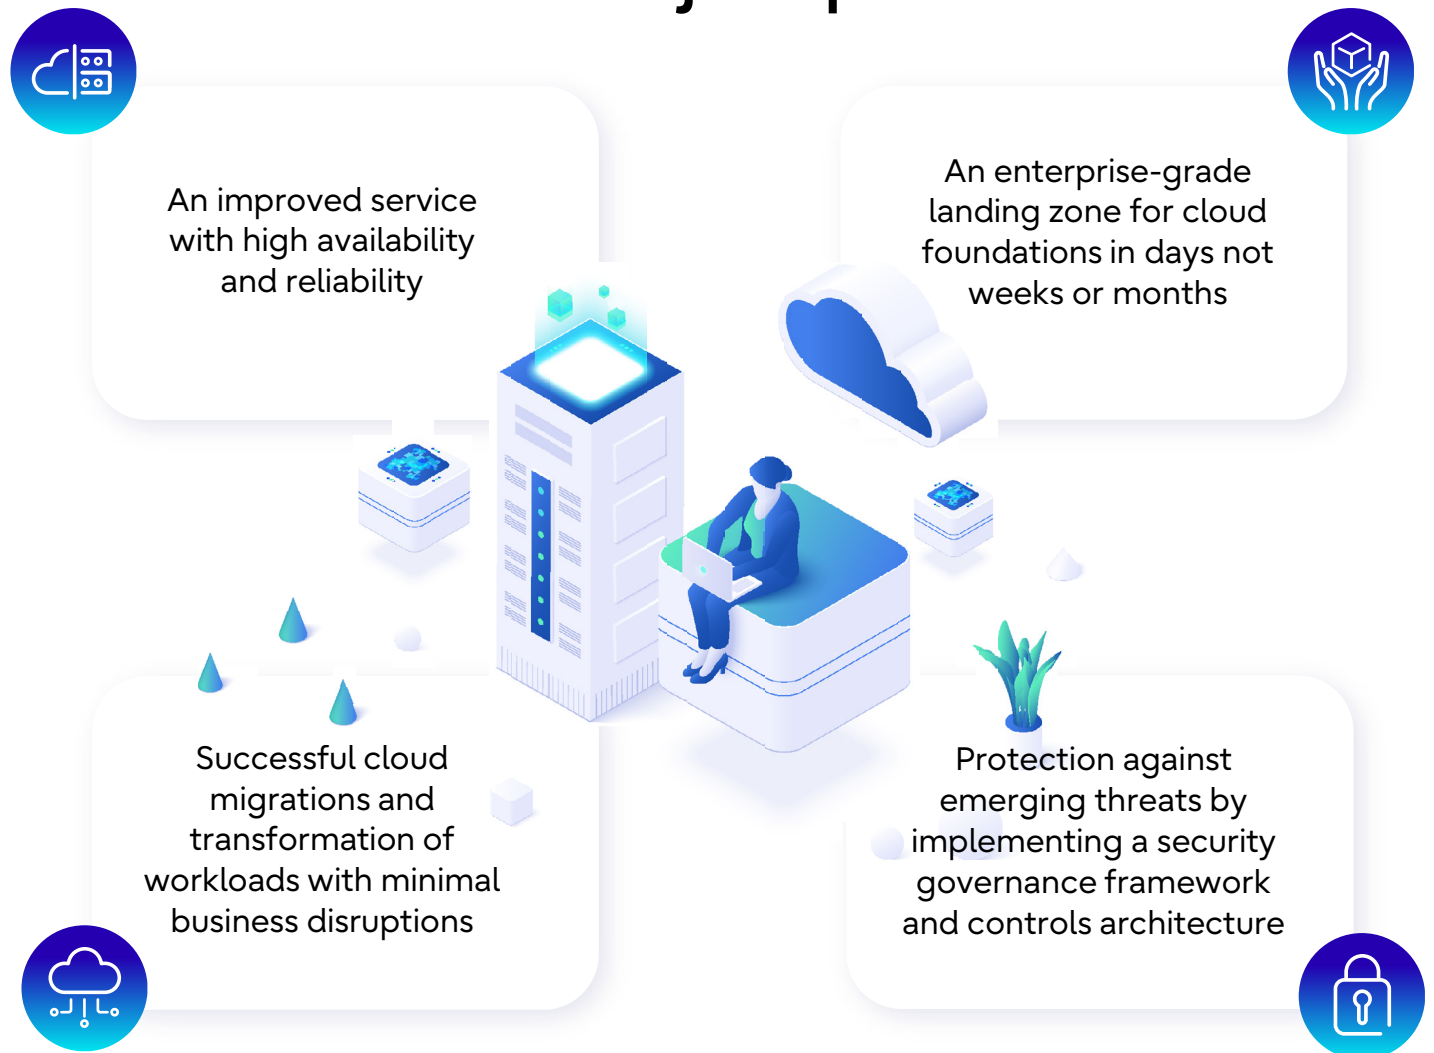 An improved service
with high availability
and reliability
An enterprise-grade
landing zone for cloud
foundations in days not
weeks or months
Successful cloud
migrations and
transformation of
workloads with minimal
business disruptions
Protection against
emerging threats by
implementing a security
governance framework
and controls architecture